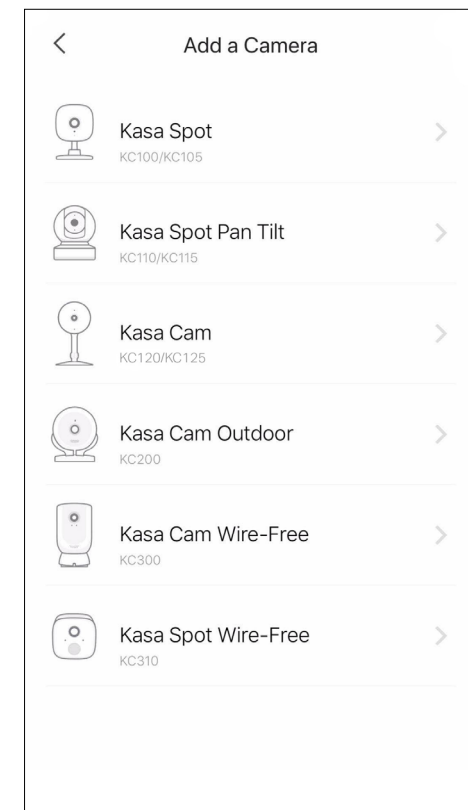 Add a Camera
Kasa Spot
KC100/KC105
Kasa Spot Pan Tilt
KC110/KC115
Kasa Cam
KC120/KC125
Kasa Cam Outdoor
KC200
Kasa Cam Wire-Free
KC300
Kasa Spot Wire-Free
KC310